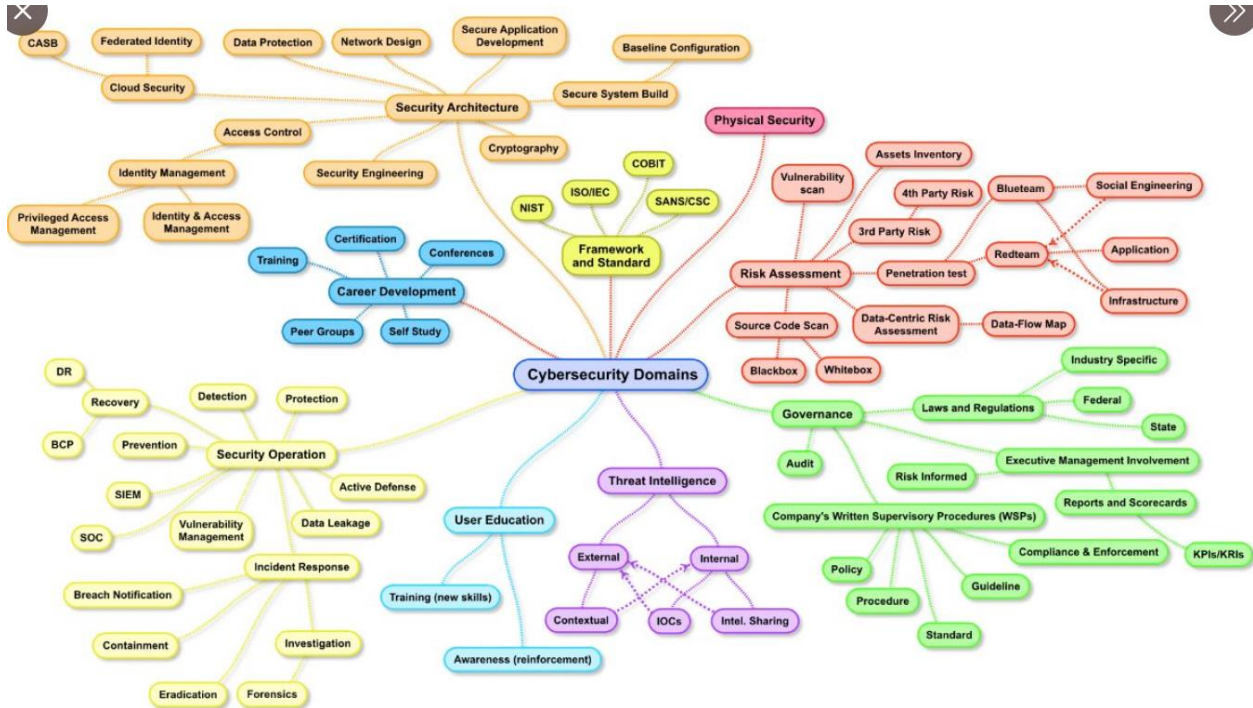 CASB
Federated Identity
Data Protection
Network Design
Secure Application
Development
Baseline Configuration
Cloud Security
Security Architecture
Secure System Build
Access Control
Cryptography
Identity Management
Security Engineering
Privileged Access
Management
Identity & Access
Management
Physical Security
COBIT
ISO/IEC
NIST
SANS/CSC
Framework
and Standard
Certification
Training
Conferences
Career Development
Peer Groups
Self Study
Vulnerability
scan
Assets Inventory
4th Party Risk
Blueteam
Social Engineering
3rd Party Risk
Redteam
Application
Risk Assessment
Penetration test
Infrastructure
Source Code Scan
Data-Centric Risk
Assessment
Data-Flow Map
Blackbox
Whitebox
Cybersecurity Domains
Industry Specific
Governance
Laws and Regulations
Federal
State
Audit
Executive Management Involvement
Risk Informed
Reports and Scorecards
Company's Written Supervisory Procedures (WSPs)
Compliance & Enforcement
KPIs/KRIs
Policy
Guideline
Procedure
Standard
DR
Recovery
Detection
Protection
BCP
Prevention
Security Operation
SIEM
Active Defense
SOC
Vulnerability
Management
Data Leakage
Incident Response
Breach Notification
Containment
Investigation
Eradication
Forensics
User Education
Training (new skills)
Awareness (reinforcement)
Threat Intelligence
External
Internal
Contextual
IOCs
Intel. Sharing